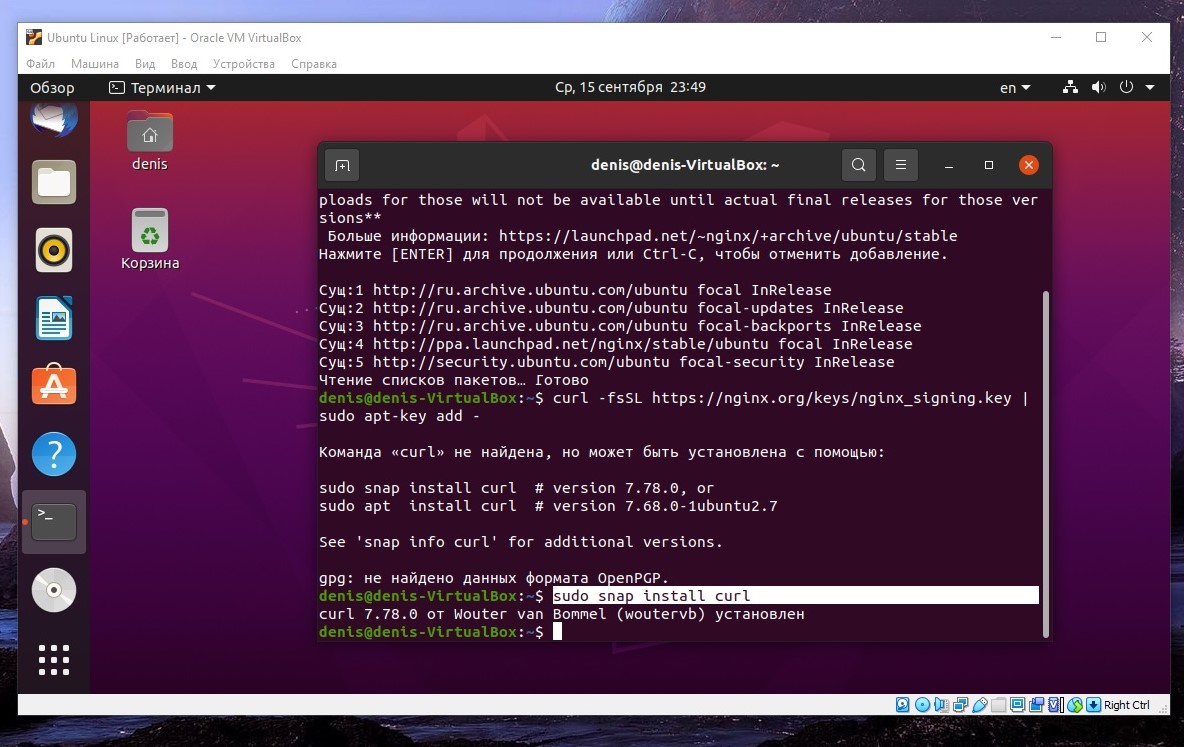 Ubuntu Linux [Работает] - Oracle VM VirtualBox
Файл Машина Вид Ввод Устройства Справка
Обзор Терминал Ср, 15 сентября 23:49 en
denis
Корзина
denis@denis-VirtualBox: ~
ploads for those will not be available until actual final releases for those ver
sions**
Больше информации: https://launchpad.net/~nginx/+archive/ubuntu/stable
Нажмите [ENTER] для продолжения или Ctrl-C, чтобы отменить добавление.
Сущ:1 http://ru.archive.ubuntu.com/ubuntu focal InRelease
Сущ:2 http://ru.archive.ubuntu.com/ubuntu focal-updates InRelease
Сущ:3 http://ru.archive.ubuntu.com/ubuntu focal-backports InRelease
Сущ:4 http://ppa.launchpad.net/nginx/stable/ubuntu focal InRelease
Сущ:5 http://security.ubuntu.com/ubuntu focal-security InRelease
Чтение списков пакетов… Готово
denis@denis-VirtualBox:~$ curl -fsSL https://nginx.org/keys/nginx_signing.key |
sudo apt-key add -
Команда «curl» не найдена, но может быть установлена с помощью:
sudo snap install curl  # version 7.78.0, or
sudo apt  install curl  # version 7.68.0-1ubuntu2.7
See 'snap info curl' for additional versions.
gpg: не найдено данных формата OpenPGP.
denis@denis-VirtualBox:~$ sudo snap install curl
curl 7.78.0 от Wouter van Bommel (woutervb) установлен
denis@denis-VirtualBox:~$
Right Ctrl